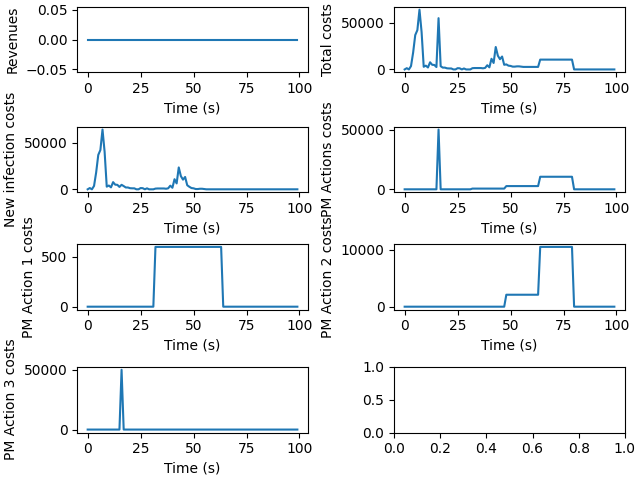 Revenues
0.05
0.00
−0.05
0 25 50 75 100
Time (s)
Total costs
50000
0
0 25 50 75 100
Time (s)
New infection costs
50000
0
0 25 50 75 100
Time (s)
PM Actions costs
50000
0
0 25 50 75 100
Time (s)
PM Action 1 costs
500
0
0 25 50 75 100
Time (s)
PM Action 2 costs
10000
0
0 25 50 75 100
Time (s)
PM Action 3 costs
50000
0
0 25 50 75 100
Time (s)
1.0
0.5
0.0
0.0 0.2 0.4 0.6 0.8 1.0